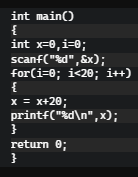 int main()
{
int x=0,i=0;
scanf("%d",&x);
for(i=0; i<20; i++)
{
x = x+20;
printf("%d\n",x);
}
return 0;
}